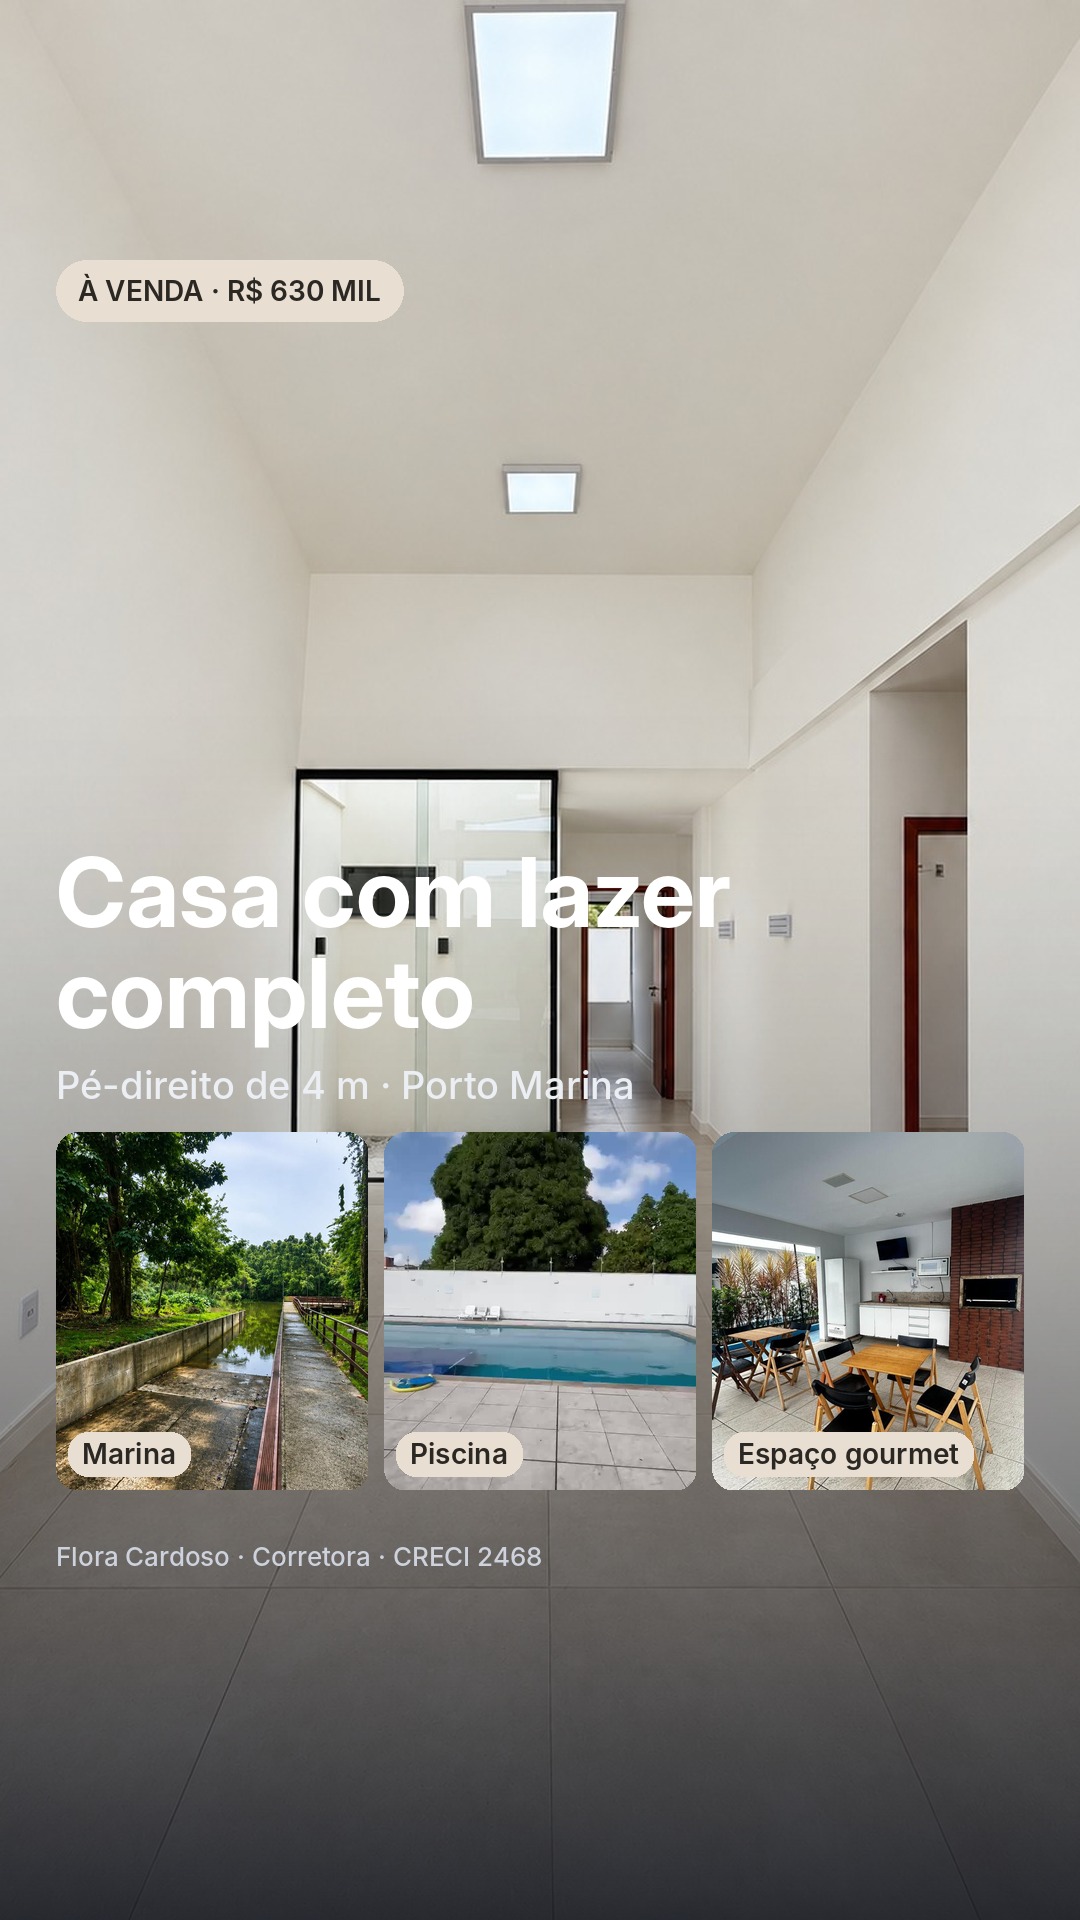 À VENDA · R$ 630 MIL
Casa com lazer
completo
Pé-direito de 4 m · Porto Marina
Marina
Piscina
Espaço gourmet
Flora Cardoso · Corretora · CRECI 2468